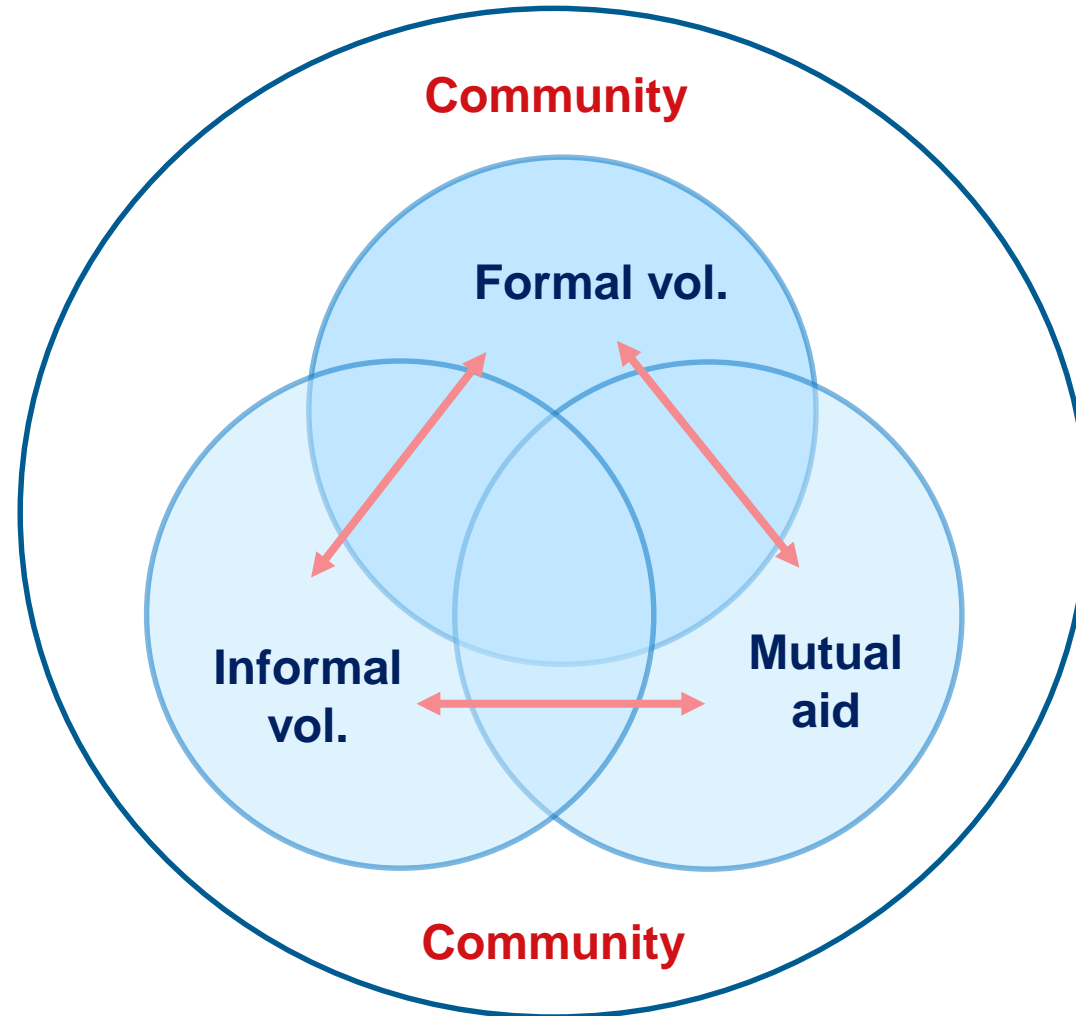 Community
Formal vol.
Informal
vol.
Mutual
aid
Community